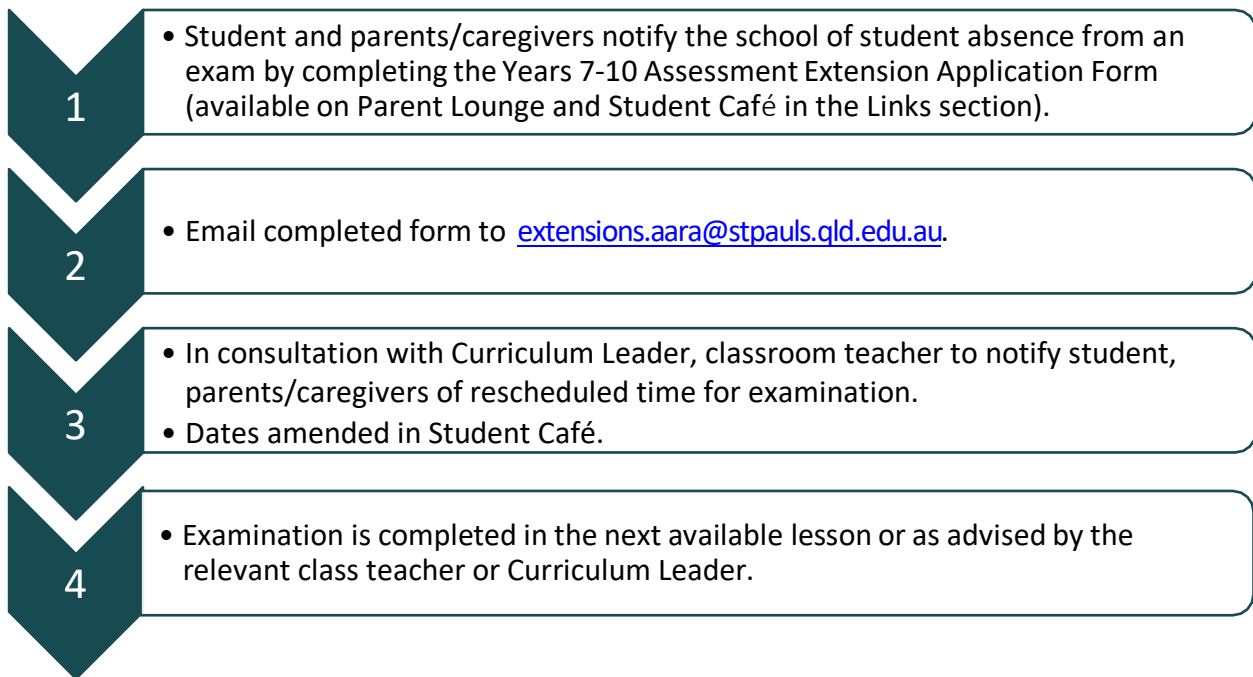 1
• Student and parents/caregivers notify the school of student absence from an
exam by completing the Years 7-10 Assessment Extension Application Form
(available on Parent Lounge and Student Café in the Links section).
2
• Email completed form to extensions.aara@stpauls.qld.edu.au.
3
• In consultation with Curriculum Leader, classroom teacher to notify student,
parents/caregivers of rescheduled time for examination.
• Dates amended in Student Café.
4
• Examination is completed in the next available lesson or as advised by the
relevant class teacher or Curriculum Leader.